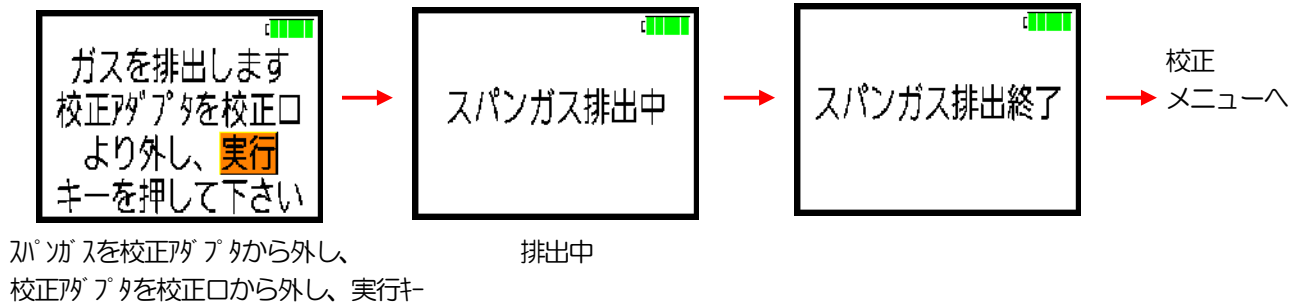 ガスを排出します
校正ｱﾀﾞﾌﾟﾀを校正口
より外し、実行
キーを押して下さい
スパンガス排出中
スパンガス排出終了
校正
メニューへ
ｽﾊﾟﾝｶﾞｽを校正ｱﾀﾞﾌﾟﾀから外し、
校正ｱﾀﾞﾌﾟﾀを校正口から外し、実行ｷｰ
排出中